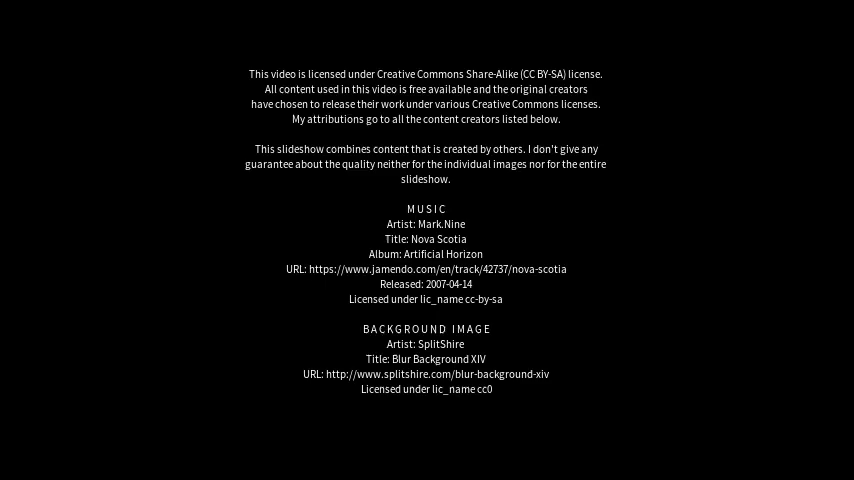 This video is licensed under Creative Commons Share-Alike (CC BY-SA) license.
All content used in this video is free available and the original creators
have chosen to release their work under various Creative Commons licenses.
My attributions go to all the content creators listed below.
This slideshow combines content that is created by others. I don't give any
guarantee about the quality neither for the individual images nor for the entire
slideshow.
MUSIC
Artist: Mark.Nine
Title: Nova Scotia
Album: Artificial Horizon
URL: https://www.jamendo.com/en/track/42737/nova-scotia
Released: 2007-04-14
Licensed under lic_name cc-by-sa
BACKGROUND IMAGE
Artist: SplitShire
Title: Blur Background XIV
URL: http://www.splitshire.com/blur-background-xiv
Licensed under lic_name cc0